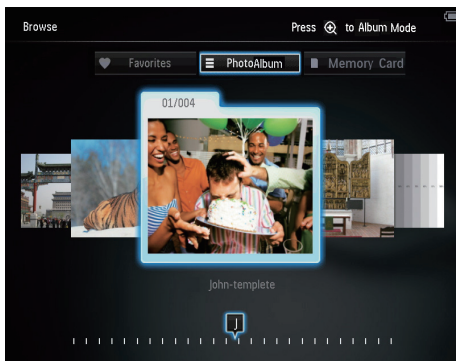 Browse
Press to Album Mode
Favorites
PhotoAlbum
Memory Card
01/004
John-templete
J